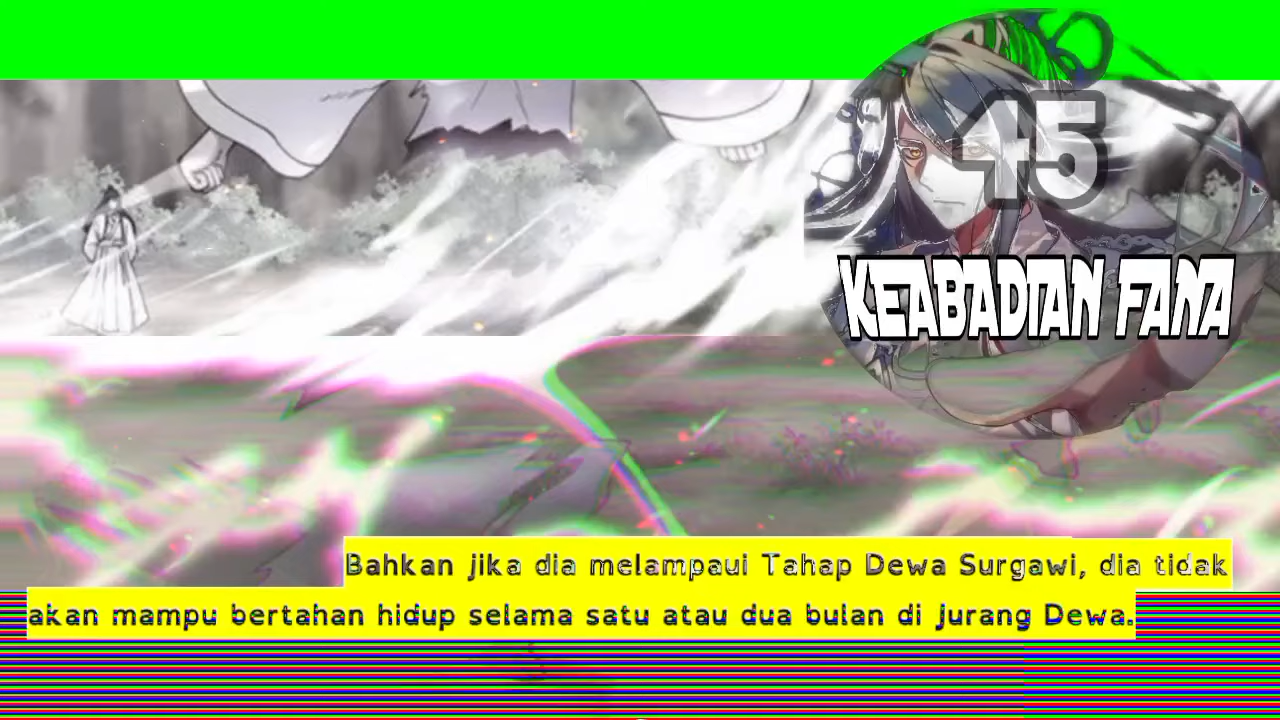 45
KEABADIAN FANA
Bahkan jika dia melampaui Tahap Dewa Surgawi, dia tidak
akan mampu bertahan hidup selama satu atau dua bulan di Jurang Dewa.